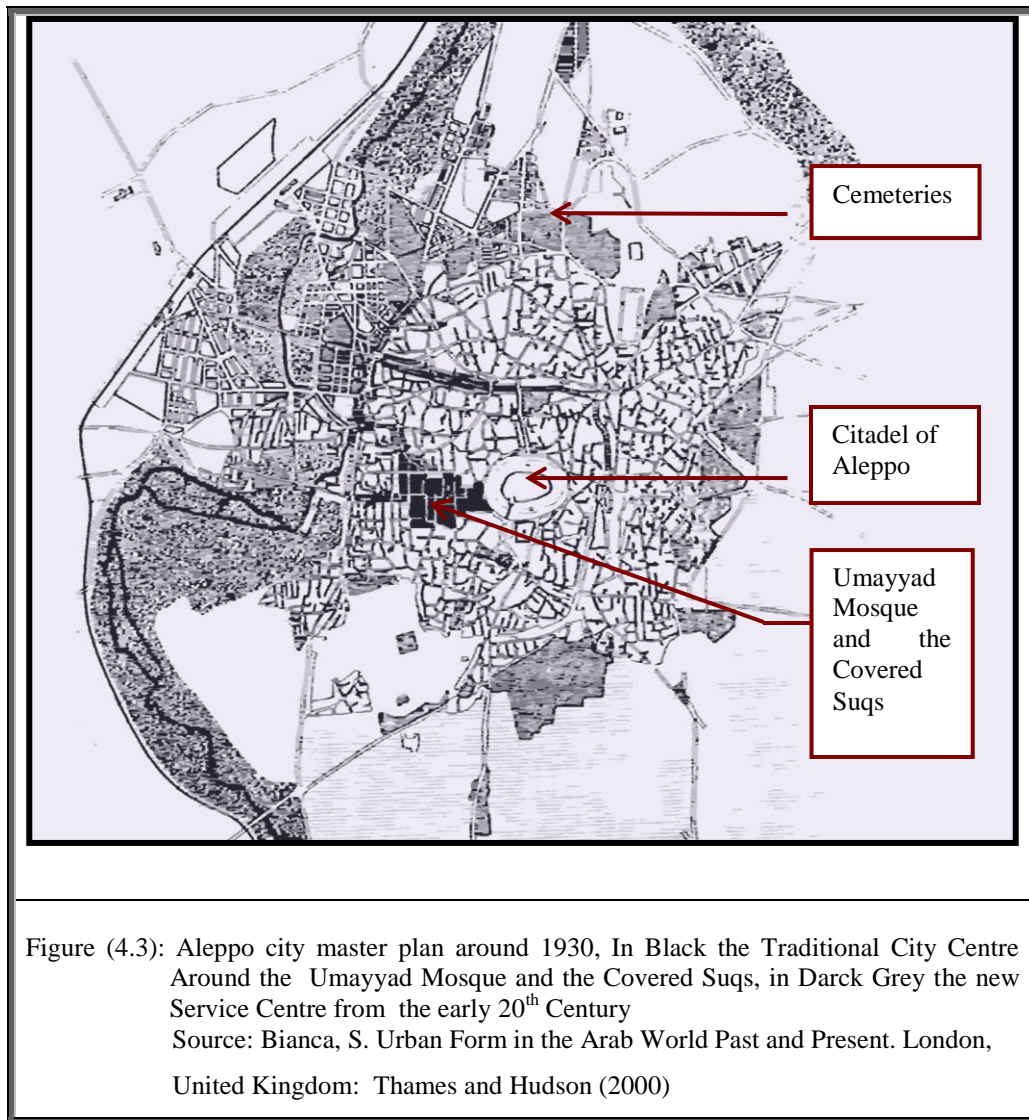 Cemeteries
Citadel of
Aleppo
Umayyad
Mosque
and the
Covered
Suqs
Figure (4.3): Aleppo city master plan around 1930, In Black the Traditional City Centre
Around the Umayyad Mosque and the Covered Suqs, in Darck Grey the new
Service Centre from the early 20th Century
Source: Bianca, S. Urban Form in the Arab World Past and Present. London,
United Kingdom: Thames and Hudson (2000)